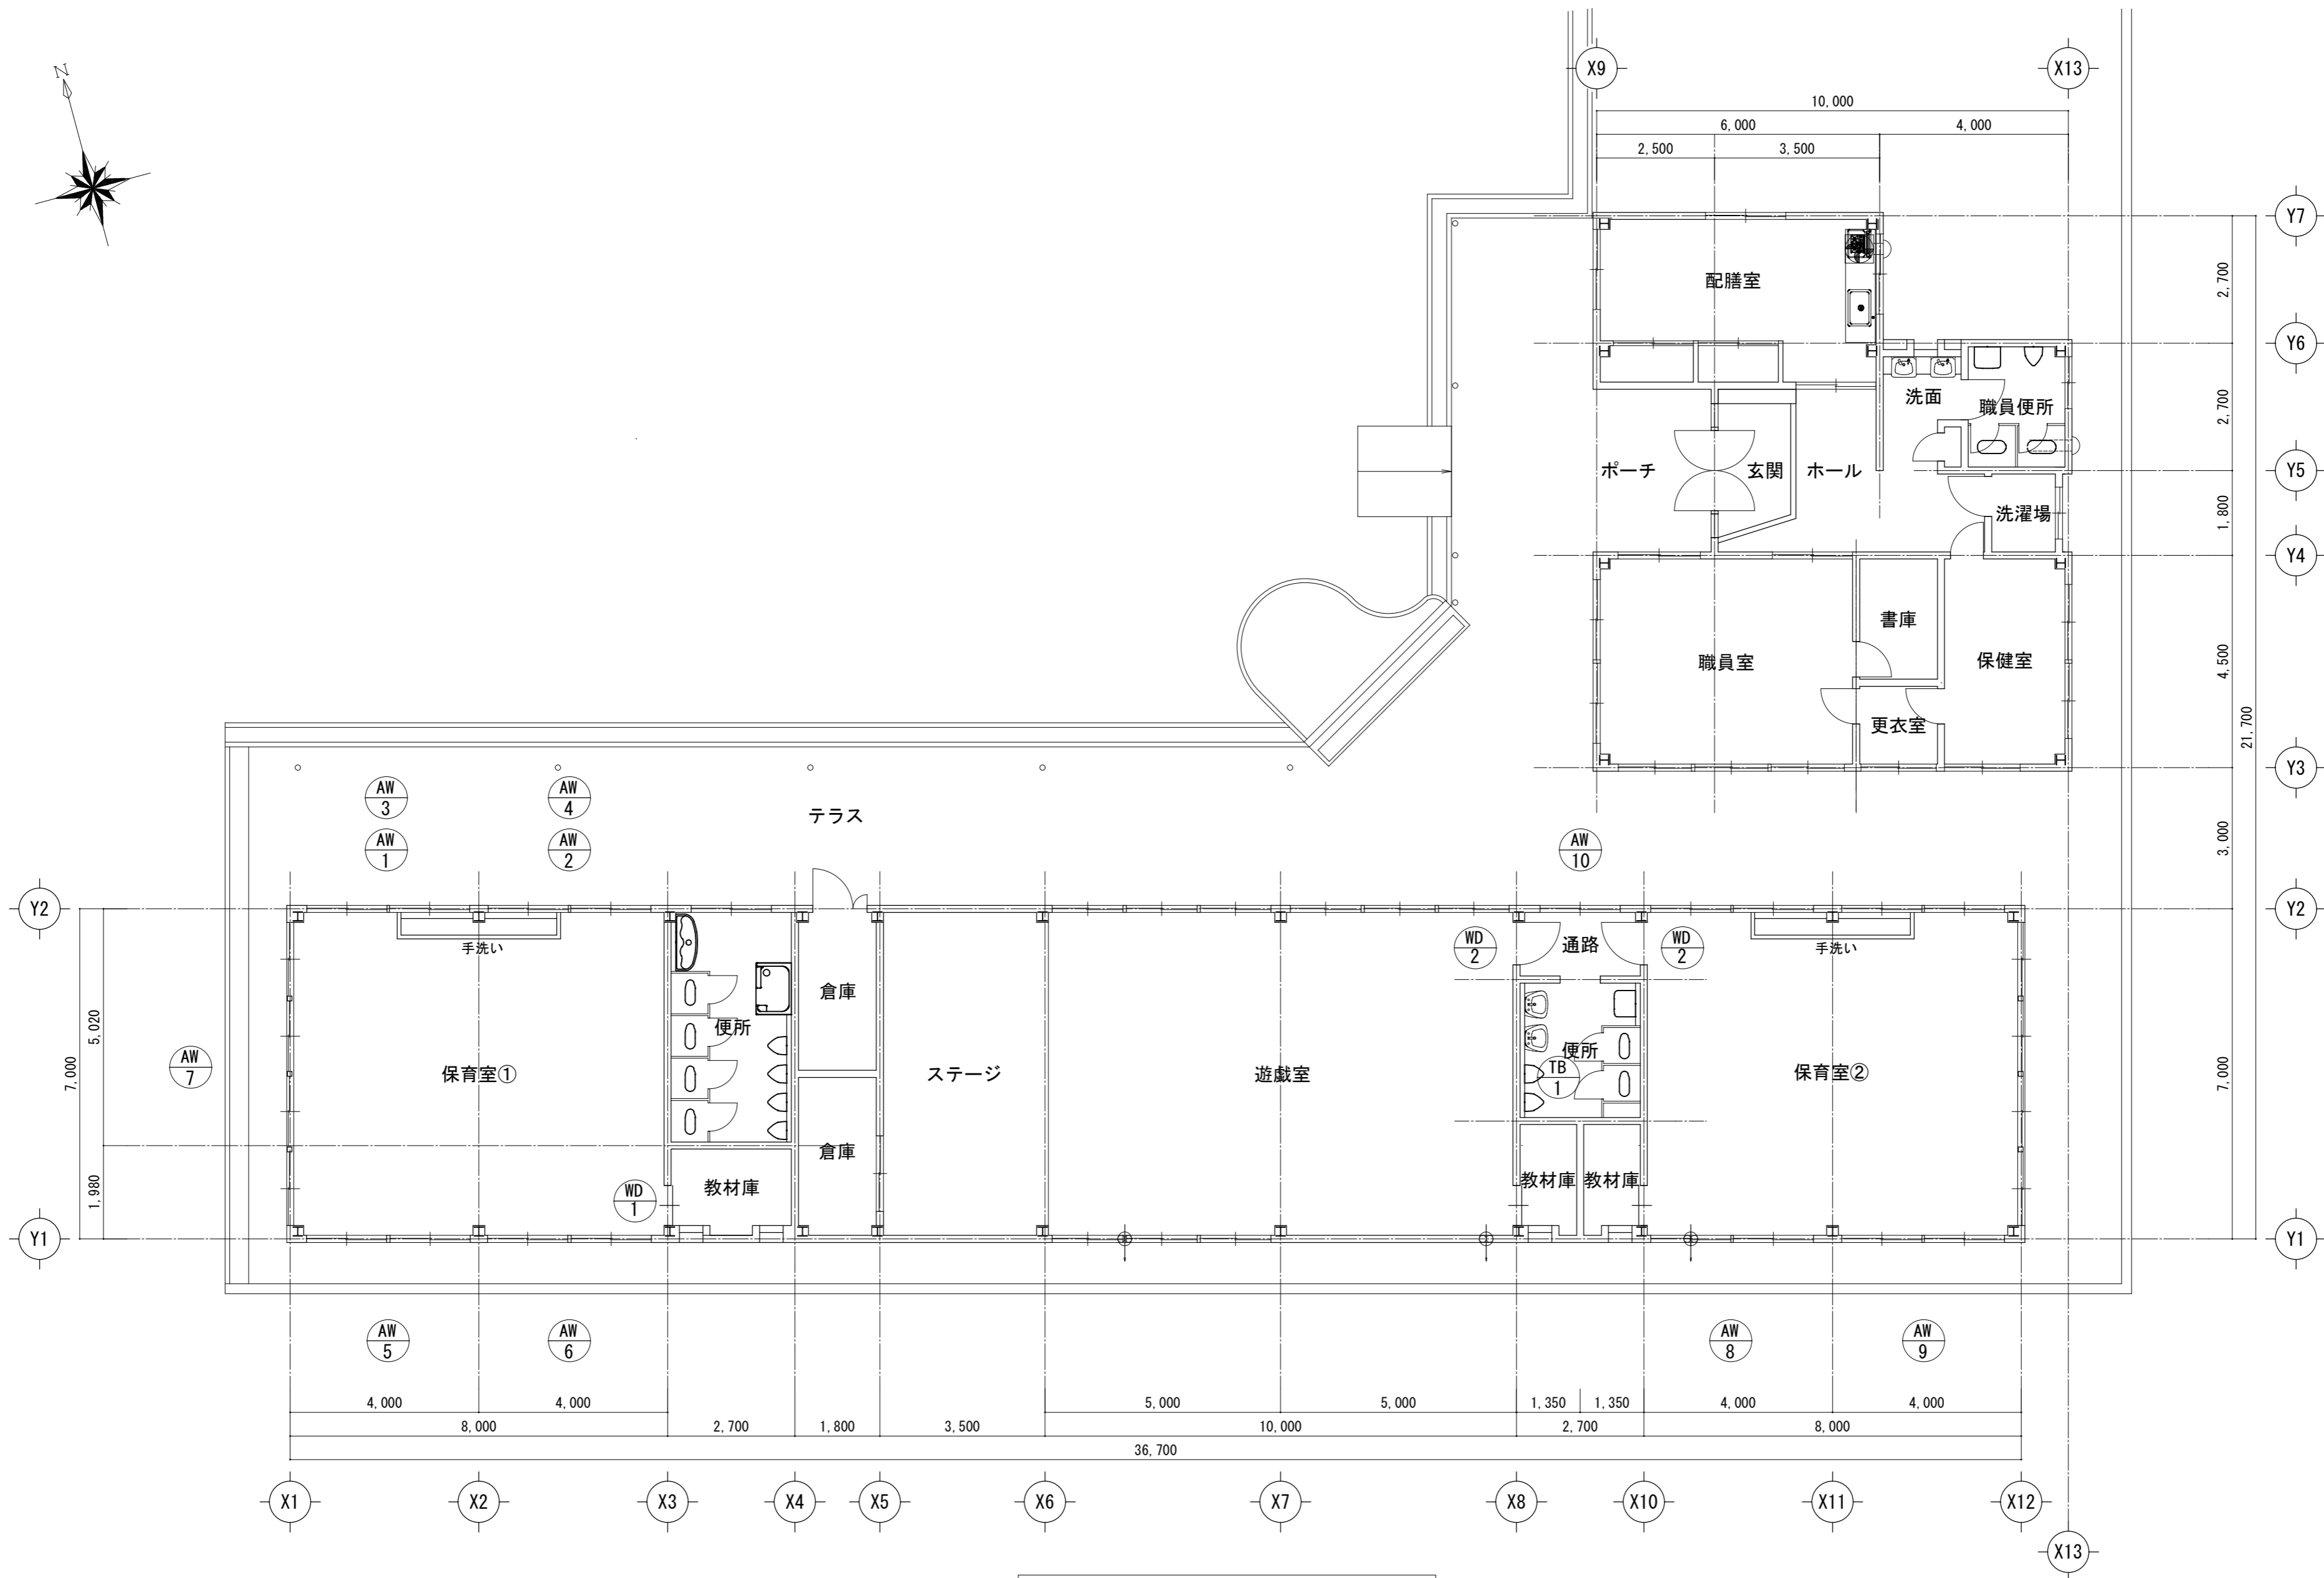 N
X9
X13
10,000
6,000
4,000
2,500
3,500
Y7
配膳室
2,700
Y6
洗面
職員便所
2,700
ポーチ
玄関
ホール
Y5
洗濯場
1,800
Y4
書庫
職員室
保健室
4,500
更衣室
21,700
Y3
AW
3
AW
4
テラス
AW
1
AW
2
AW
10
3,000
Y2
Y2
手洗い
WD
2
通路
WD
2
手洗い
倉庫
便所
5,020
7,000
AW
7
保育室①
ステージ
遊戯室
便所
TB
1
保育室②
7,000
倉庫
1,980
WD
1
教材庫
教材庫
教材庫
Y1
Y1
AW
5
AW
6
AW
8
AW
9
4,000
4,000
5,000
5,000
1,350
1,350
4,000
4,000
8,000
2,700
1,800
3,500
10,000
2,700
8,000
36,700
X1
X2
X3
X4
X5
X6
X7
X8
X10
X11
X12
X13